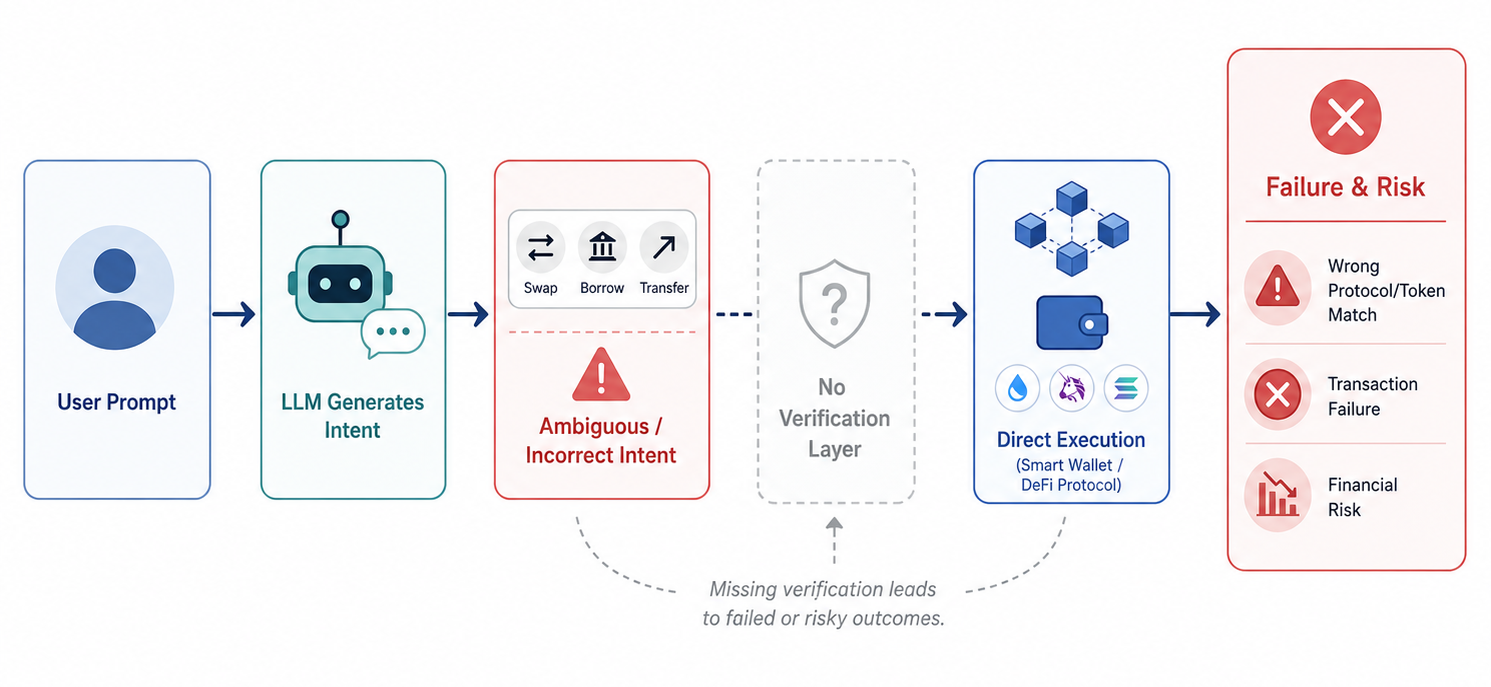 User Prompt
LLM Generates
Intent
Swap
Borrow
Transfer
Ambiguous /
Incorrect Intent
No
Verification
Layer
Direct Execution
(Smart Wallet /
DeFi Protocol)
Failure & Risk
Wrong
Protocol/Token
Match
Transaction
Failure
Financial
Risk
Missing verification leads
to failed or risky outcomes.